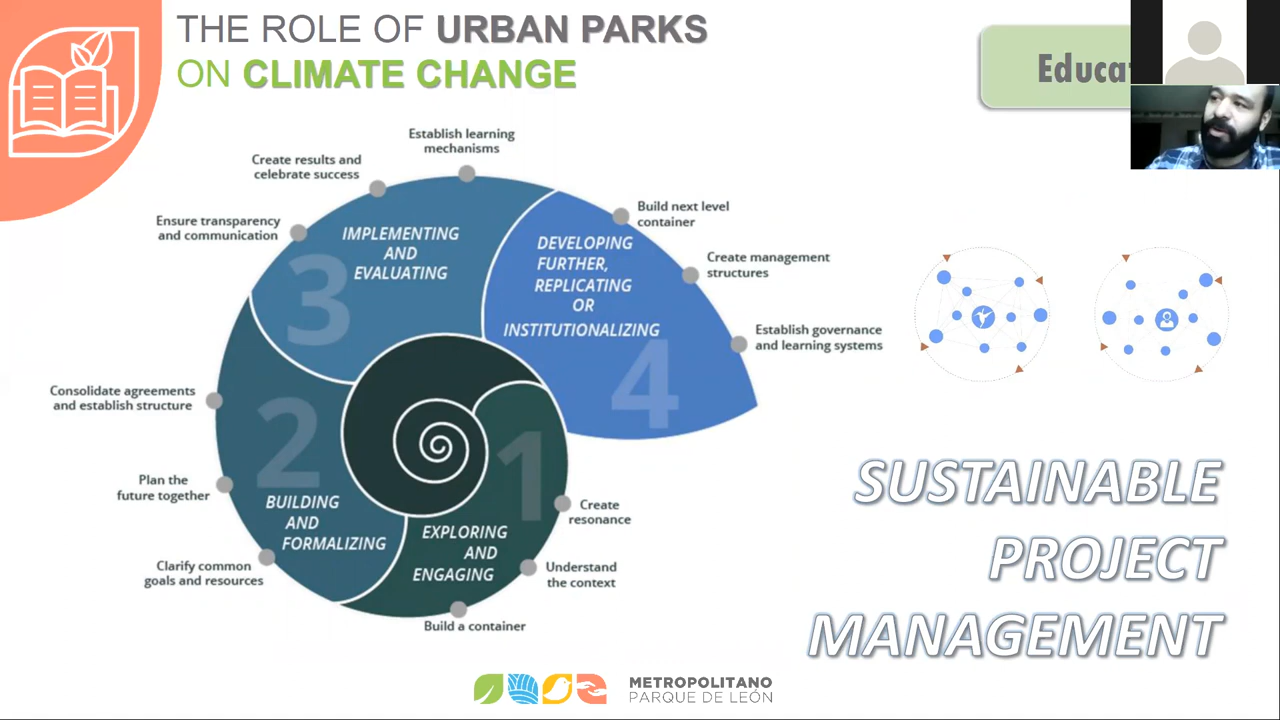 THE ROLE OF URBAN PARKS
ON CLIMATE CHANGE
Establish learning
mechanisms
Create results and
celebrate success
Ensure transparency
and communication
Build next level
container
Create management
structures
Establish governance
and learning systems
3
IMPLEMENTING
AND
EVALUATING
4
DEVELOPING
FURTHER,
REPLICATING
OR
INSTITUTIONALIZING
Consolidate agreements
and establish structure
Plan the
future together
Clarify common
goals and resources
2
BUILDING
AND
FORMALIZING
1
EXPLORING
AND
ENGAGING
Create
resonance
Understand
the context
Build a container
SUSTAINABLE
PROJECT
MANAGEMENT
METROPOLITANO
PARQUE DE LEÓN